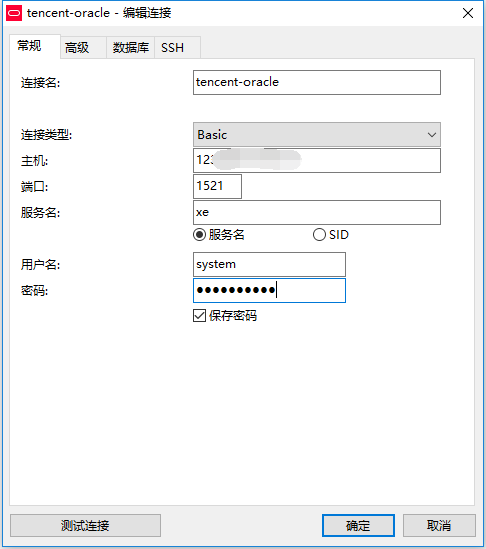 tencent-oracle - 编辑连接
常规 高级 数据库 SSH
连接名: tencent-oracle
连接类型: Basic
主机: 12
端口: 1521
服务名: xe
服务名 SID
用户名: system
密码: ●●●●●●●●●●
保存密码
测试连接 确定 取消